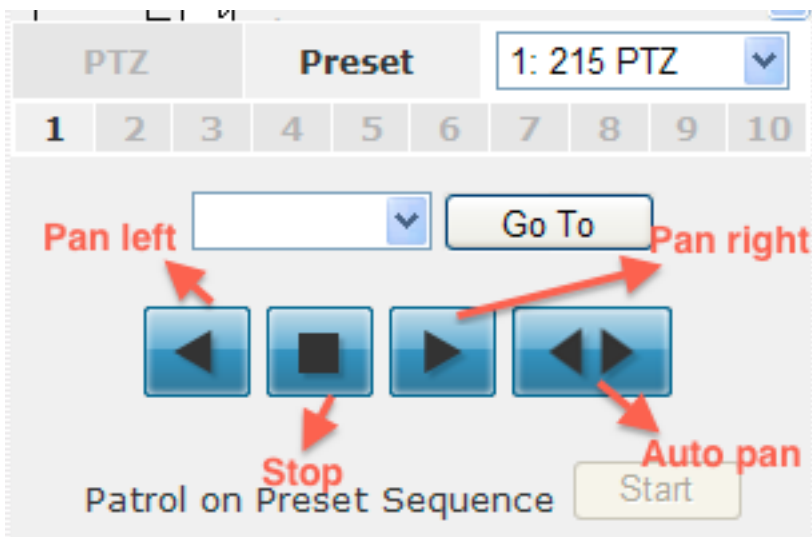 PTZ Preset 1: 215 PTZ
1 2 3 4 5 6 7 8 9 10
Pan left Go To Pan right
Stop Auto pan
Patrol on Preset Sequence Start